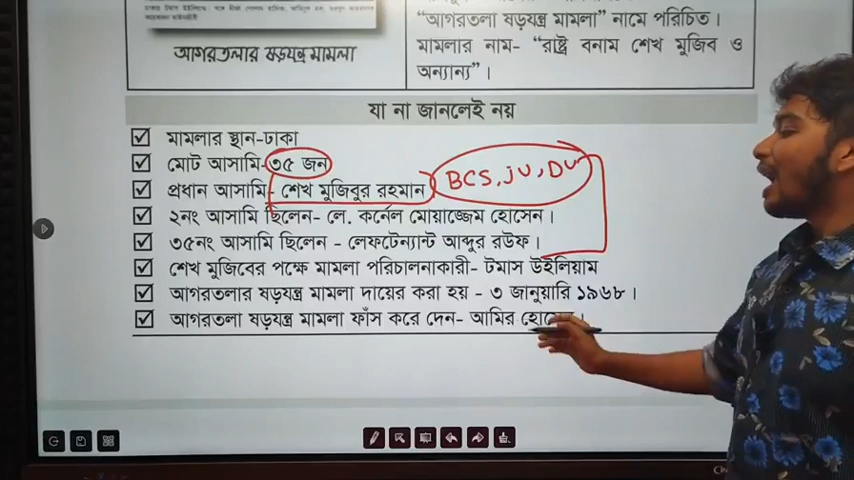 "আগরতলা ষড়যন্ত্র মামলা" নামে পরিচিত।
মামলার নাম- "রাষ্ট্র বনাম শেখ মুজিব ও
অন্যান্য"।
আগরতলার ষড়যন্ত্র মামলা
যা না জানলেই নয়
মামলার স্থান-ঢাকা
মোট আসামি-৩৫ জন
প্রধান আসামি- শেখ মুজিবুর রহমান
BCS, JU, DU
২নং আসামি ছিলেন- লে. কর্নেল মোয়াজ্জেম হোসেন।
৩৫নং আসামি ছিলেন - লেফটেন্যান্ট আব্দুর রউফ।
শেখ মুজিবের পক্ষে মামলা পরিচালনাকারী- টমাস উইলিয়াম
আগরতলার ষড়যন্ত্র মামলা দায়ের করা হয় - ৩ জানুয়ারি ১৯৬৮।
আগরতলা ষড়যন্ত্র মামলা ফাঁস করে দেন- আমির